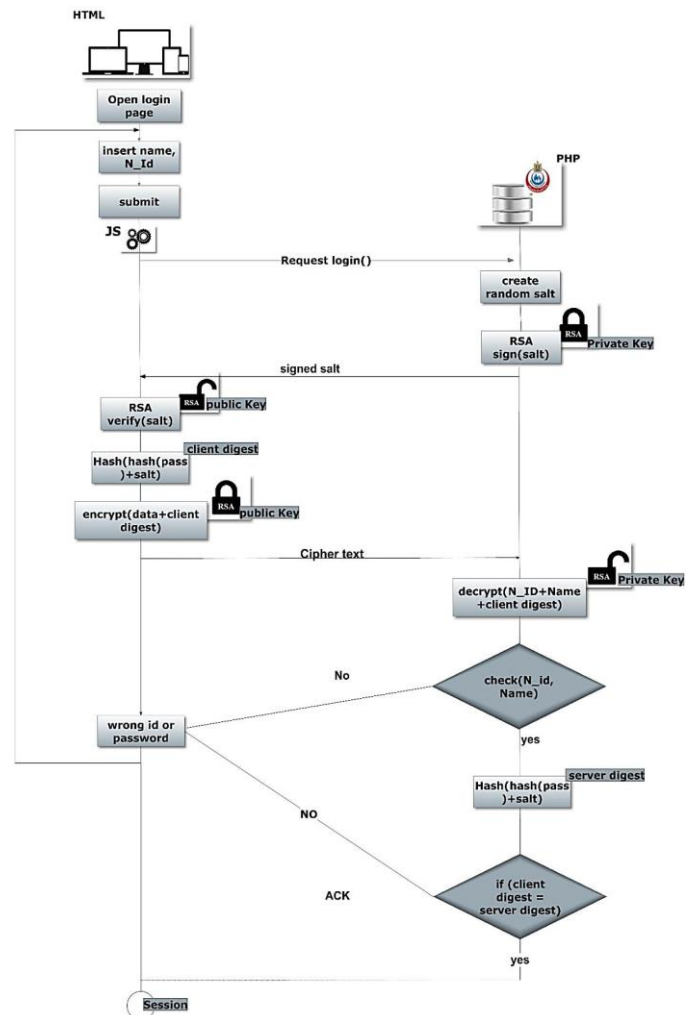 HTML
Open login
page
insert name,
N_Id
submit
JS
PHP
Request login()
create
random salt
RSA
RSA
sign(salt)
Private Key
signed salt
RSA
verify(salt)
RSA
public Key
client digest
Hash(hash(pass
)+salt)
RSA
encrypt(data+client
digest)
public Key
Cipher text
RSA
Private Key
decrypt(N_ID+Name
+client digest)
No
check(N_id,
Name)
wrong id or
password
yes
server digest
Hash(hash(pass
)+salt)
NO
ACK
if (client
digest =
server digest)
yes
Session